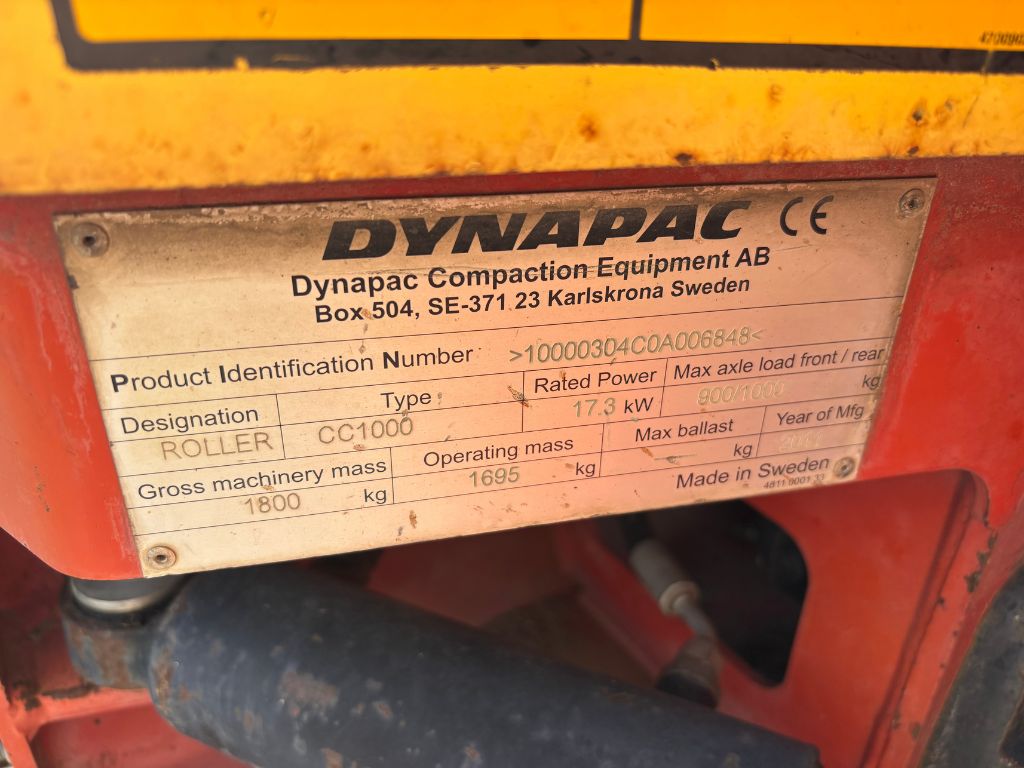 DYNAPAC CE
Dynapac Compaction Equipment AB
Box 504, SE-371 23 Karlskrona Sweden
Product Identification Number >10000304C0A006848<
Designation Type Rated Power Max axle load front / rear
ROLLER CC1000 17.3 kW 900/1000 kg
Gross machinery mass Operating mass Max ballast Year of Mfg
1800 kg 1695 kg kg
Made in Sweden
4811 0001 33